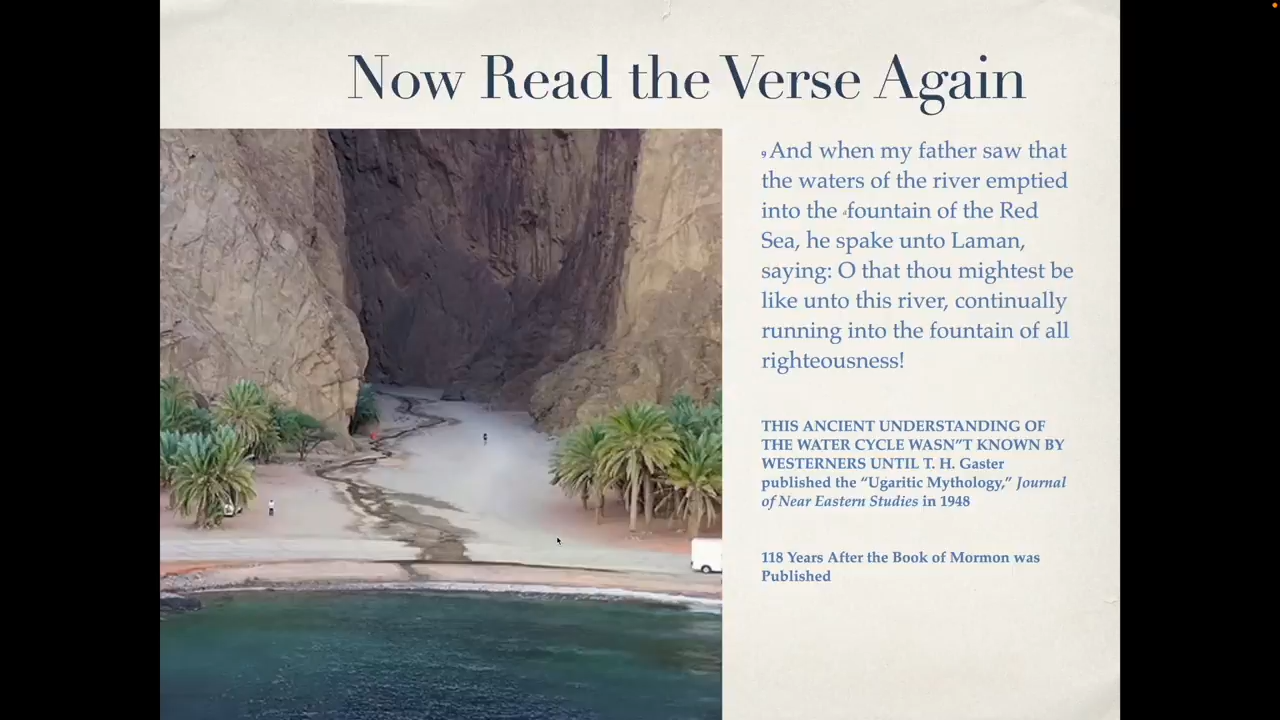 Now Read the Verse Again
9 And when my father saw that
the waters of the river emptied
into the fountain of the Red
Sea, he spake unto Laman,
saying: O that thou mightest be
like unto this river, continually
running into the fountain of all
righteousness!
THIS ANCIENT UNDERSTANDING OF
THE WATER CYCLE WASN"T KNOWN BY
WESTERNERS UNTIL T. H. Gaster
published the “Ugaritic Mythology,” Journal
of Near Eastern Studies in 1948
118 Years After the Book of Mormon was
Published